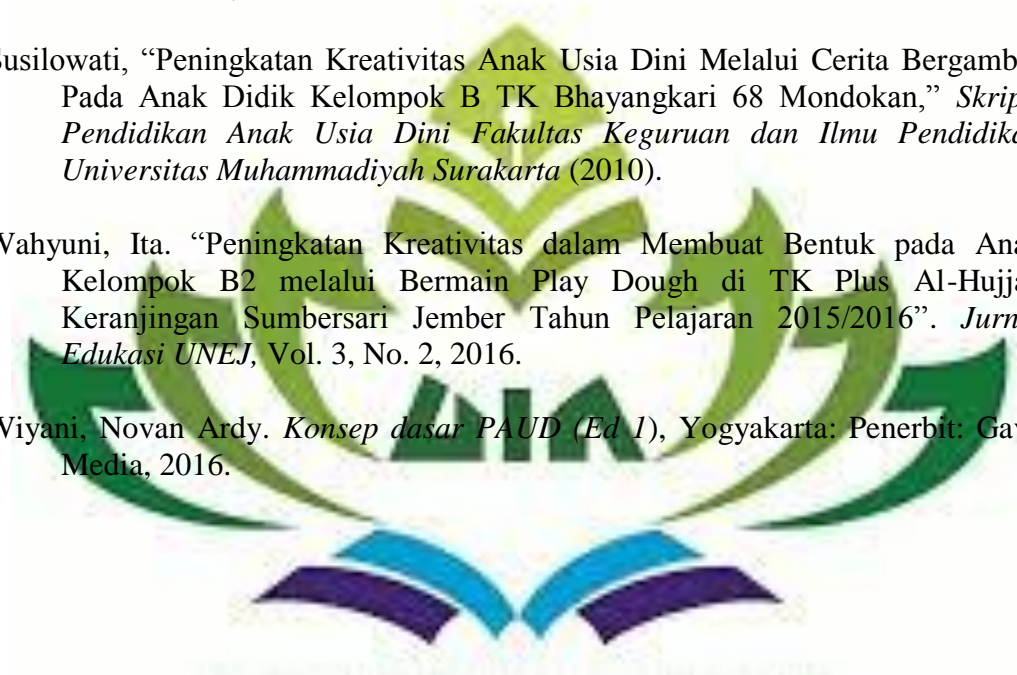 usilowati, “Peningkatan Kreativitas Anak Usia Dini Melalui Cerita Bergamb
Pada Anak Didik Kelompok B TK Bhayangkari 68 Mondokan,” Skrip
Pendidikan Anak Usia Dini Fakultas Keguruan dan Ilmu Pendidika
Universitas Muhammadiyah Surakarta (2010).
Wahyuni, Ita. “Peningkatan Kreativitas dalam Membuat Bentuk pada Ana
Kelompok B2 melalui Bermain Play Dough di TK Plus Al-Hujja
Keranjingan Sumbersari Jember Tahun Pelajaran 2015/2016”. Jurn
Edukasi UNEJ, Vol. 3, No. 2, 2016.
Wiyani, Novan Ardy. Konsep dasar PAUD (Ed 1), Yogyakarta: Penerbit: Gav
Media, 2016.